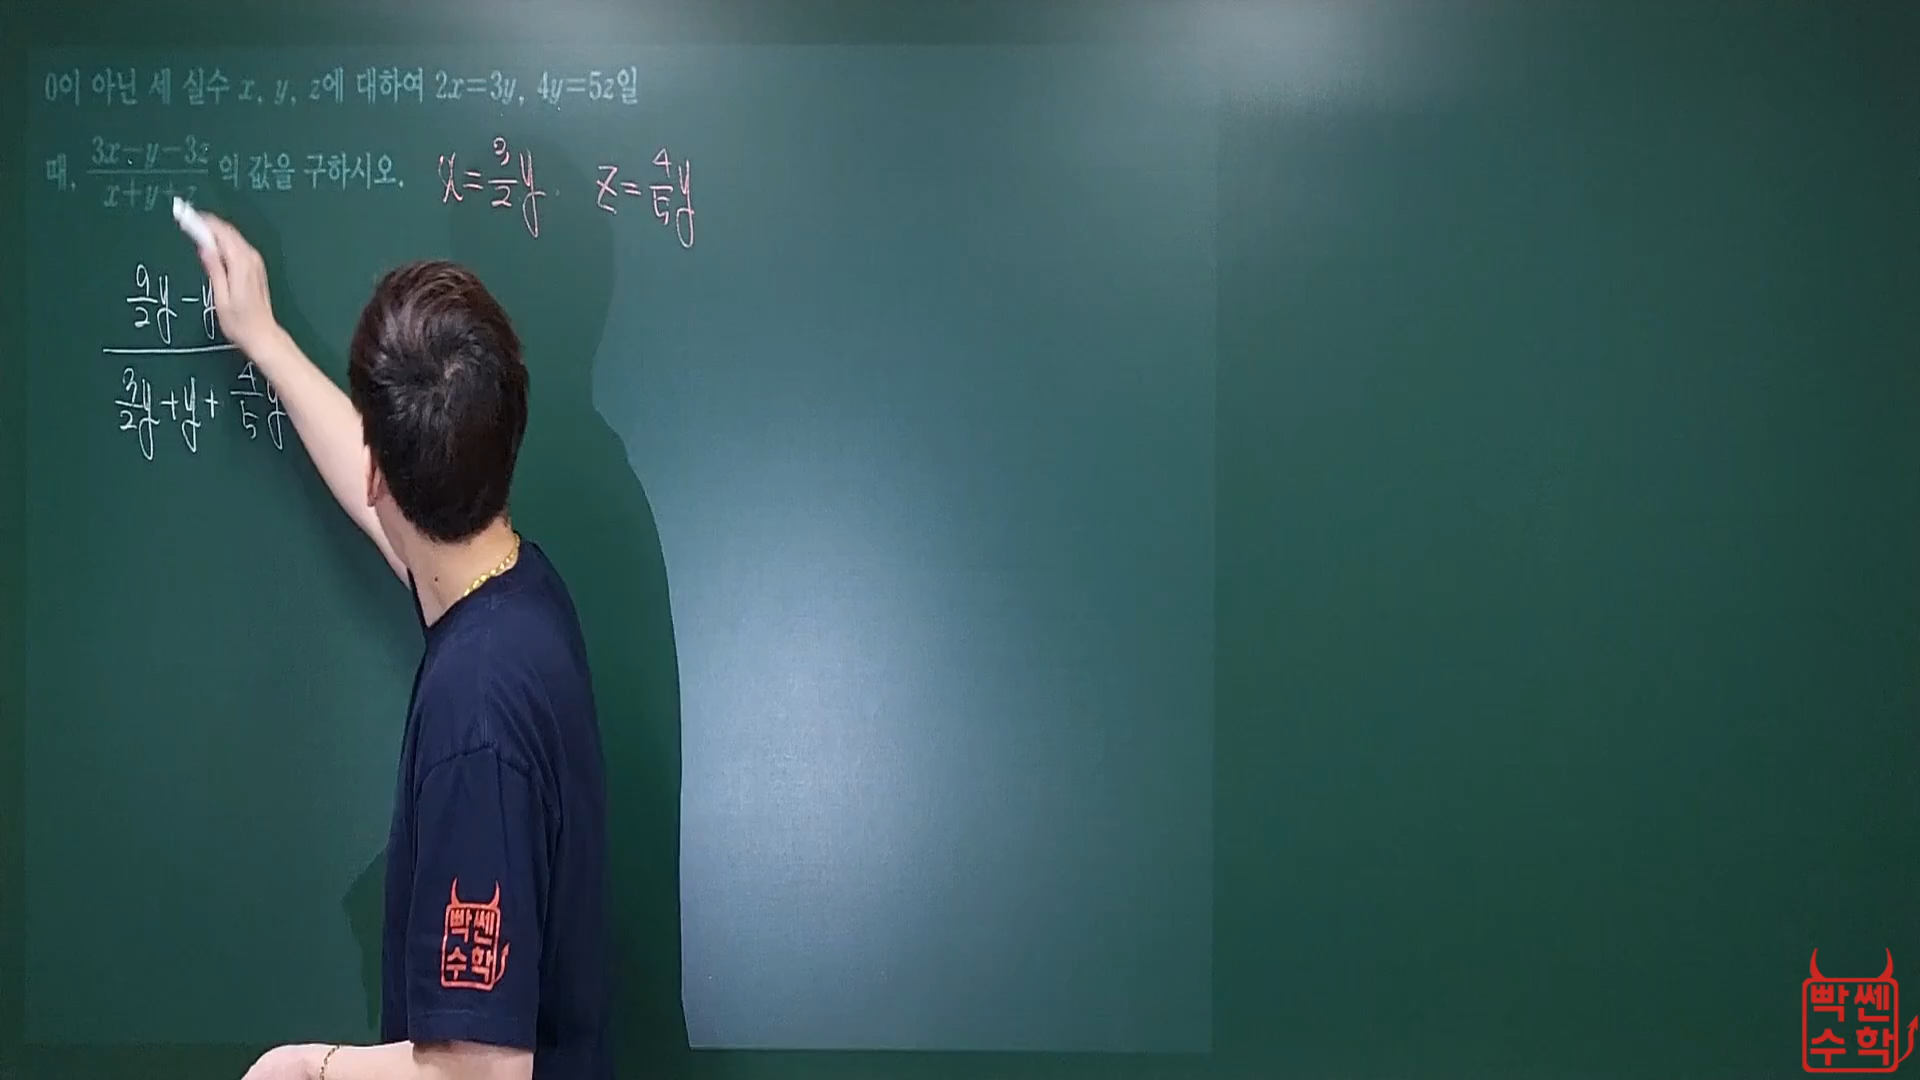 0이 아닌 세 실수 x, y, z에 대하여 2x=3y, 4y=5z일
때, (3x-y-3z)/(x+y+z)의 값을 구하시오.
x=3/2y. z=4/5y
9/2y-y
3/2y+y+4/5y
빡쎈
수학
빡쎈
수학